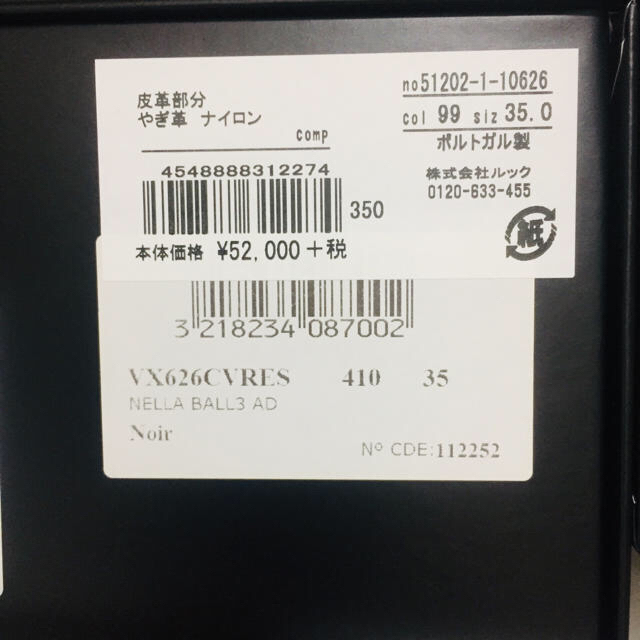 皮革部分
やぎ革 ナイロン
comp
4548888312274
350
本体価格 ¥52,000+税
no51202-1-10626
col 99 siz 35.0
ポルトガル製
株式会社ルック
0120-633-455
紙
3 218234 087002
VX626CVRES 410 35
NELLA BALL3 AD
Noir
Nº CDE:112252